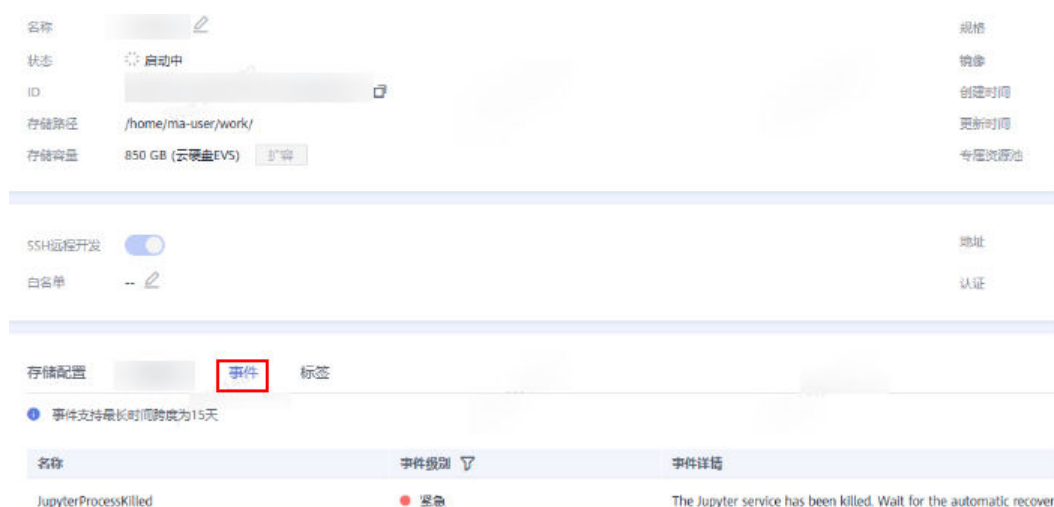 名称 规格
状态 启动中 镜像
ID 创建时间
存储路径 /home/ma-user/work/ 更新时间
存储容量 850 GB (云硬盘EVS) 扩容 专属资源池
SSH远程开发 地址
白名单 -- 认证
存储配置 事件 标签
事件支持最长时间跨度为15天
名称 事件级别 事件详情
JupyterProcessKilled 紧急 The Jupyter service has been killed. Wait for the automatic recover